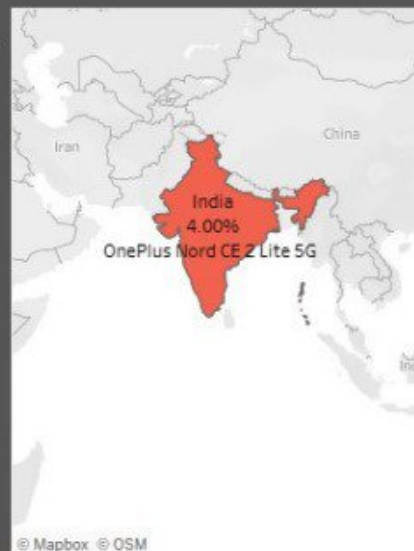 China
Iran
India
4.00%
OnePlus Nord CE 2 Lite 5G
© Mapbox © OSM